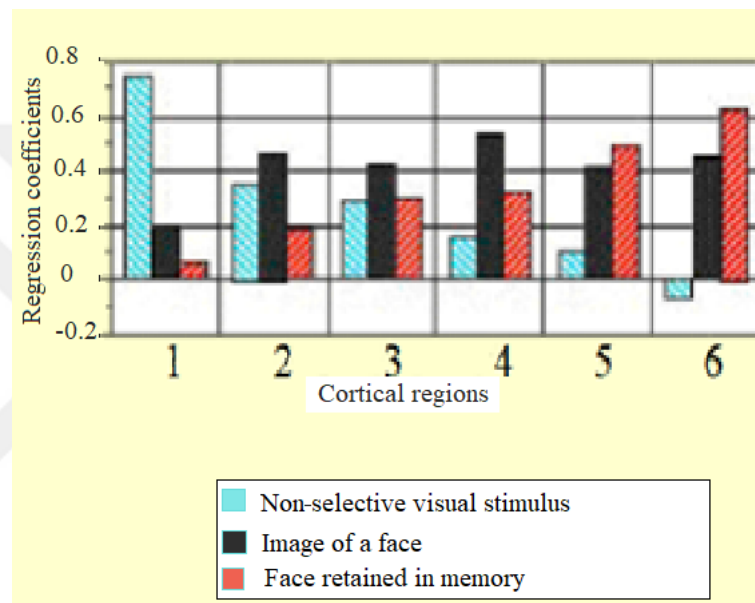 Regression coefficients
0.8
0.6
0.4
0.2
0
-0.2
1 2 3 4 5 6
Cortical regions
Non-selective visual stimulus
Image of a face
Face retained in memory